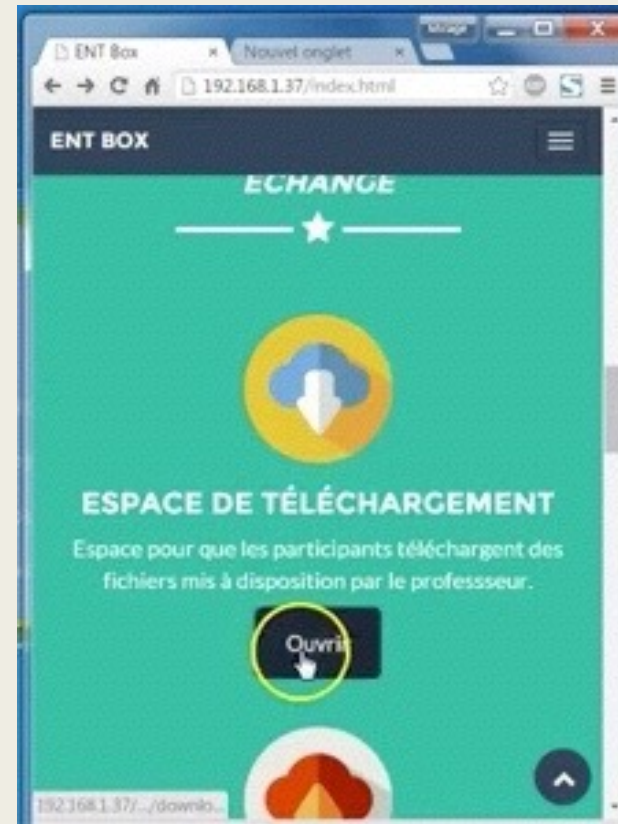 ENT Box
Nouvel onglet
192.168.1.37/index.html
ENT BOX
ECHANGE
ESPACE DE TÉLÉCHARGEMENT
Espace pour que les participants téléchargent des
fichiers mis à disposition par le professseur.
Ouvrir
192.168.1.37/.../downlo...